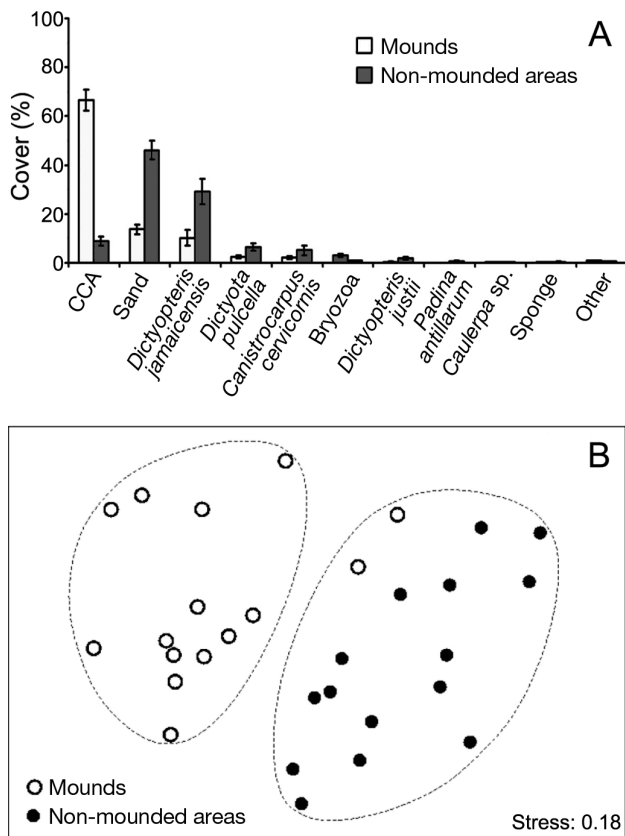 A
Mounds
Non-mounded areas
Cover (%)
100
80
60
40
20
0
CCA
Sand
Dictyopteris
jamaicensis
Dictyota
pulcella
Canistrocarpus
cervicornis
Bryozoa
Dictyopteris
justii
Padina
antillarum
Caulerpa sp.
Sponge
Other
B
Mounds
Non-mounded areas
Stress: 0.18